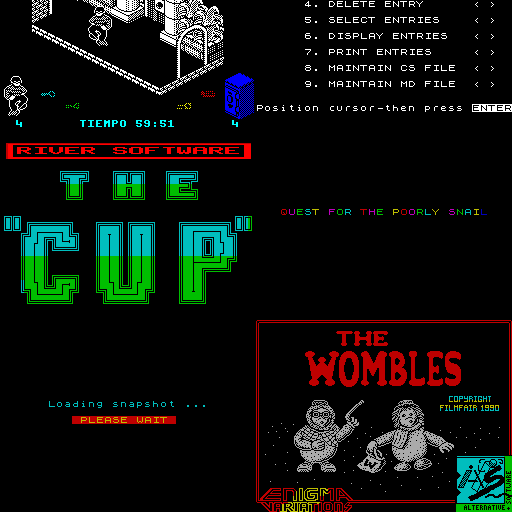 4 TIEMPO 59:51 4
4. DELETE ENTRY < >
5. SELECT ENTRIES < >
6. DISPLAY ENTRIES < >
7. PRINT ENTRIES < >
8. MAINTAIN CS FILE < >
9. MAINTAIN MD FILE < >
Position cursor-then press ENTER
RIVER SOFTWARE
THE
"CUP"
QUEST FOR THE POORLY SNAIL
Loading snapshot ...
PLEASE WAIT
THE
WOMBLES
COPYRIGHT
FILMFAIR 1990
ENIGMA
VARIATIONS
ALTERNATIVE
SOFTWARE